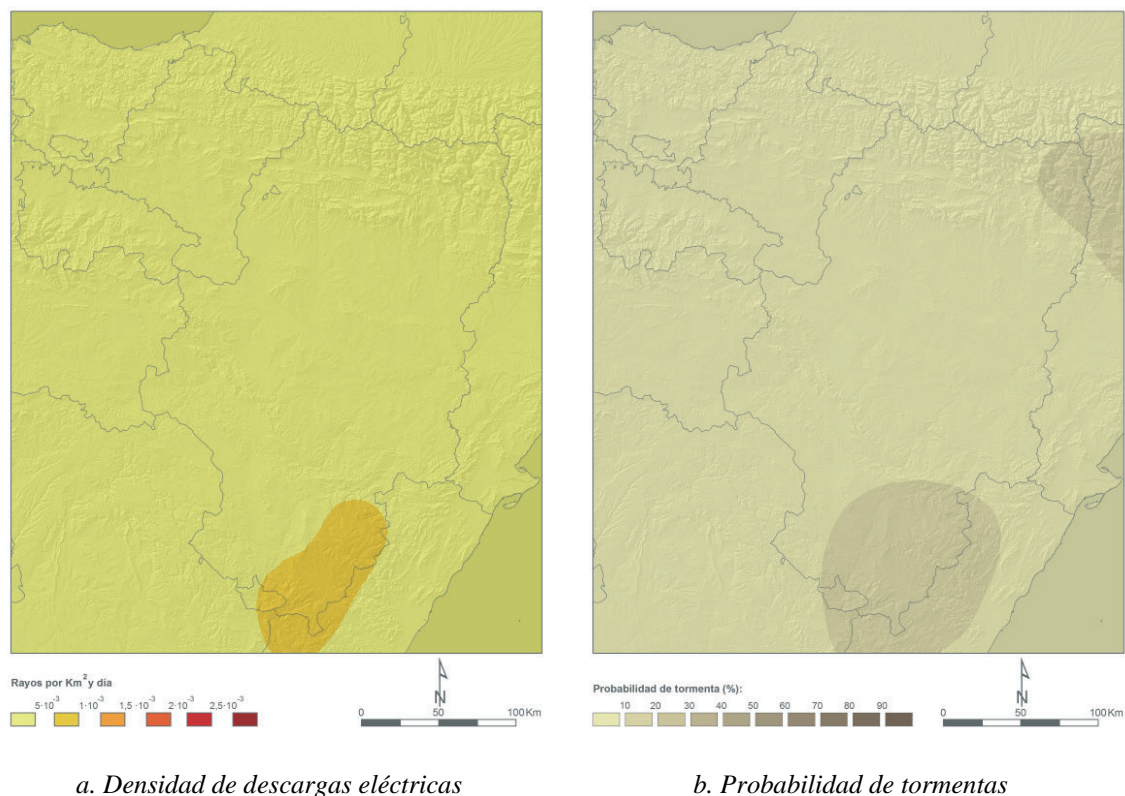 Rayos por Km² y día
5·10⁻³ 1·10⁻³ 1,5·10⁻³ 2·10⁻³ 2,5·10⁻³
N
0 50 100 Km
Probabilidad de tormenta (%):
10 20 30 40 50 60 70 80 90
N
0 50 100 Km
a. Densidad de descargas eléctricas
b. Probabilidad de tormentas